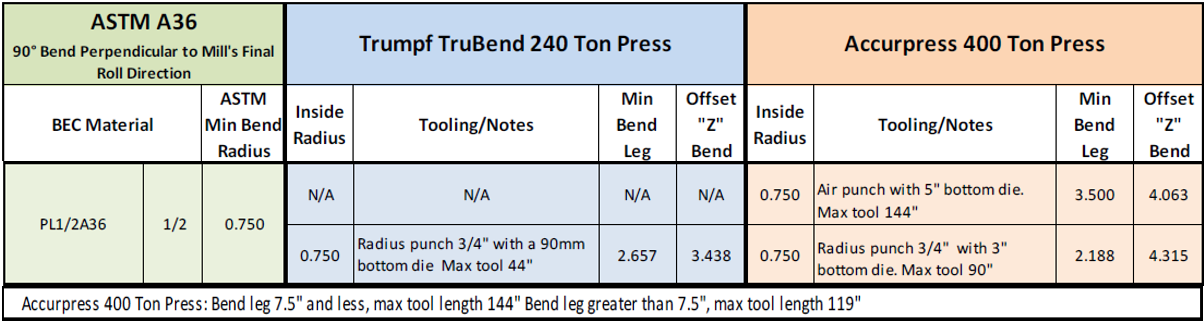 ASTM A36
90° Bend Perpendicular to Mill's Final
Roll Direction
Trumpf TruBend 240 Ton Press
Accurpress 400 Ton Press
BEC Material
ASTM
Min Bend
Radius
Inside
Radius
Tooling/Notes
Min
Bend
Leg
Offset
"Z"
Bend
Inside
Radius
Tooling/Notes
Min
Bend
Leg
Offset
"Z"
Bend
PL1/2A36
1/2
0.750
N/A
N/A
N/A
N/A
0.750
Air punch with 5" bottom die.
Max tool 144"
3.500
4.063
0.750
Radius punch 3/4" with a 90mm
bottom die Max tool 44"
2.657
3.438
0.750
Radius punch 3/4" with 3"
bottom die. Max tool 90"
2.188
4.315
Accurpress 400 Ton Press: Bend leg 7.5" and less, max tool length 144" Bend leg greater than 7.5", max tool length 119"